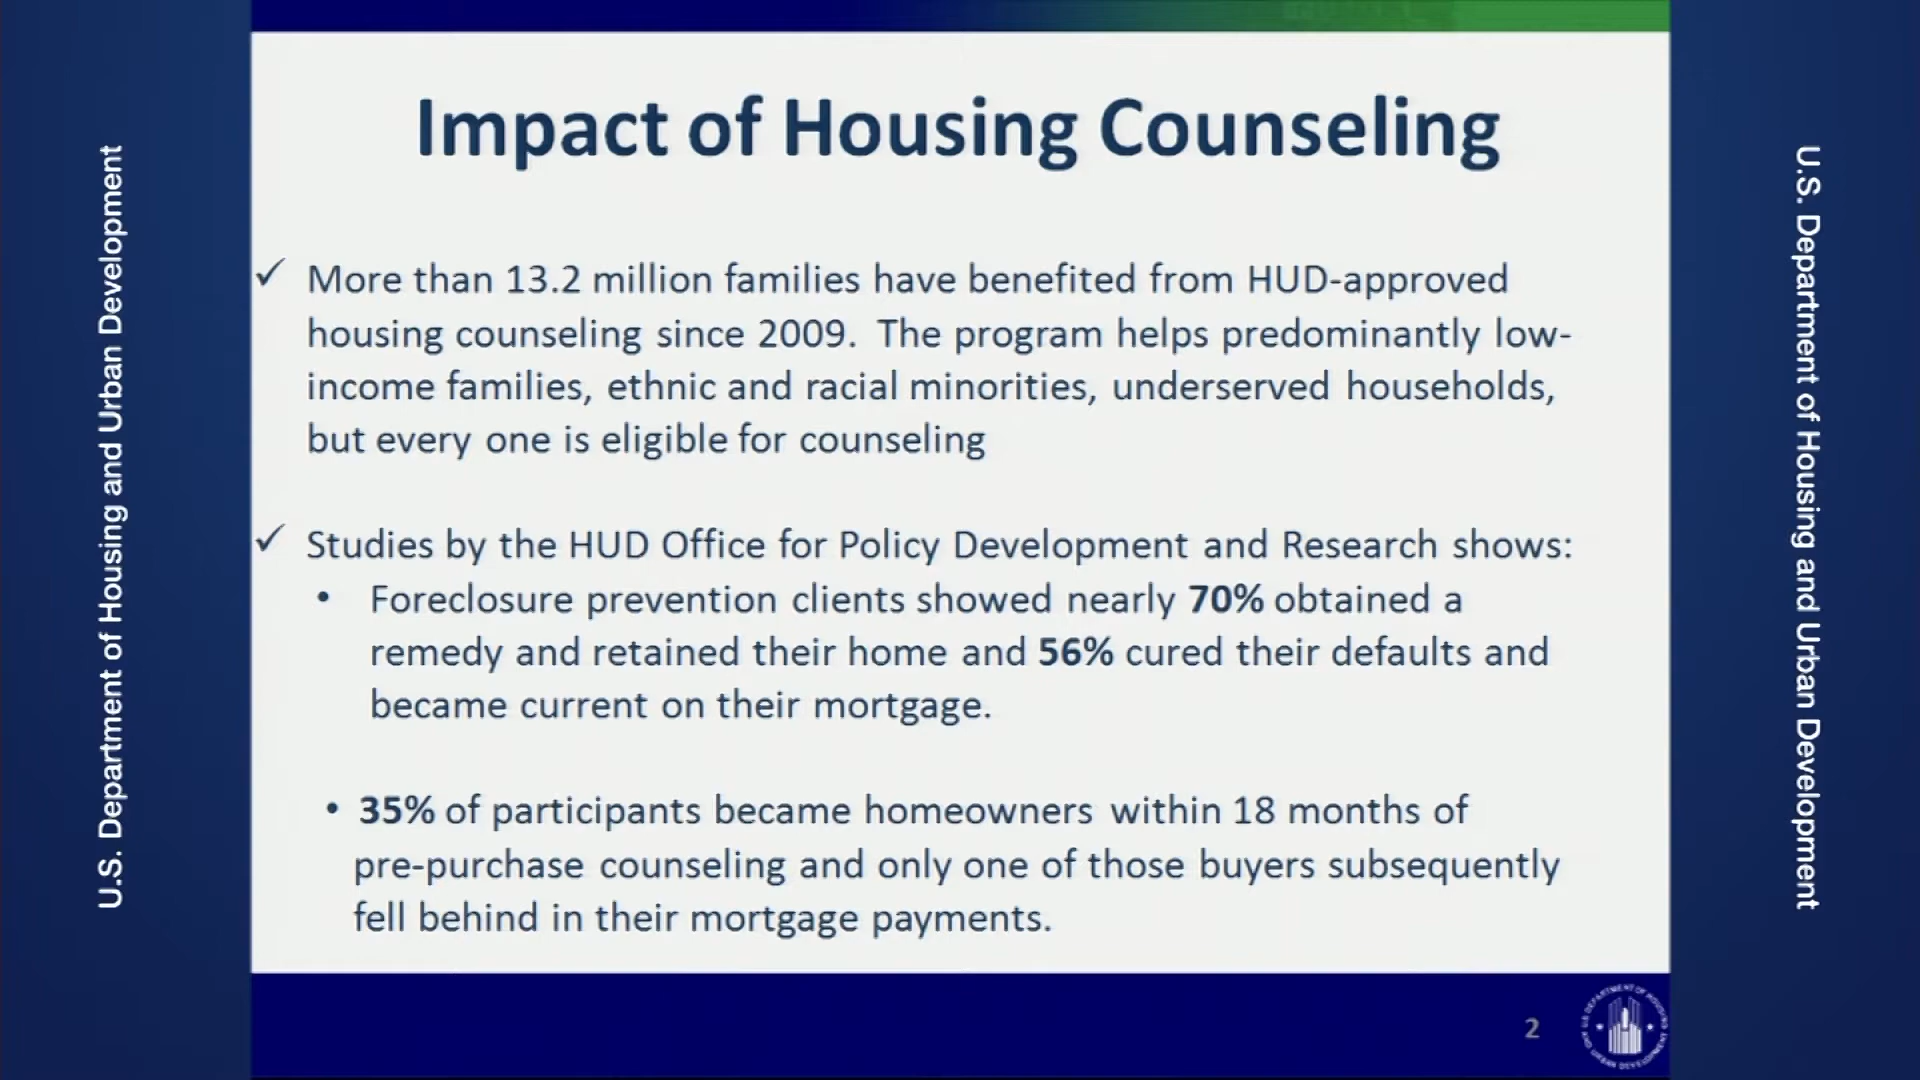 Impact of Housing Counseling
✓ More than 13.2 million families have benefited from HUD-approved
housing counseling since 2009. The program helps predominantly low-
income families, ethnic and racial minorities, underserved households,
but every one is eligible for counseling
✓ Studies by the HUD Office for Policy Development and Research shows:
• Foreclosure prevention clients showed nearly 70% obtained a
remedy and retained their home and 56% cured their defaults and
became current on their mortgage.
• 35% of participants became homeowners within 18 months of
pre-purchase counseling and only one of those buyers subsequently
fell behind in their mortgage payments.
2
U.S. Department of Housing and Urban Development
U.S. Department of Housing and Urban Development